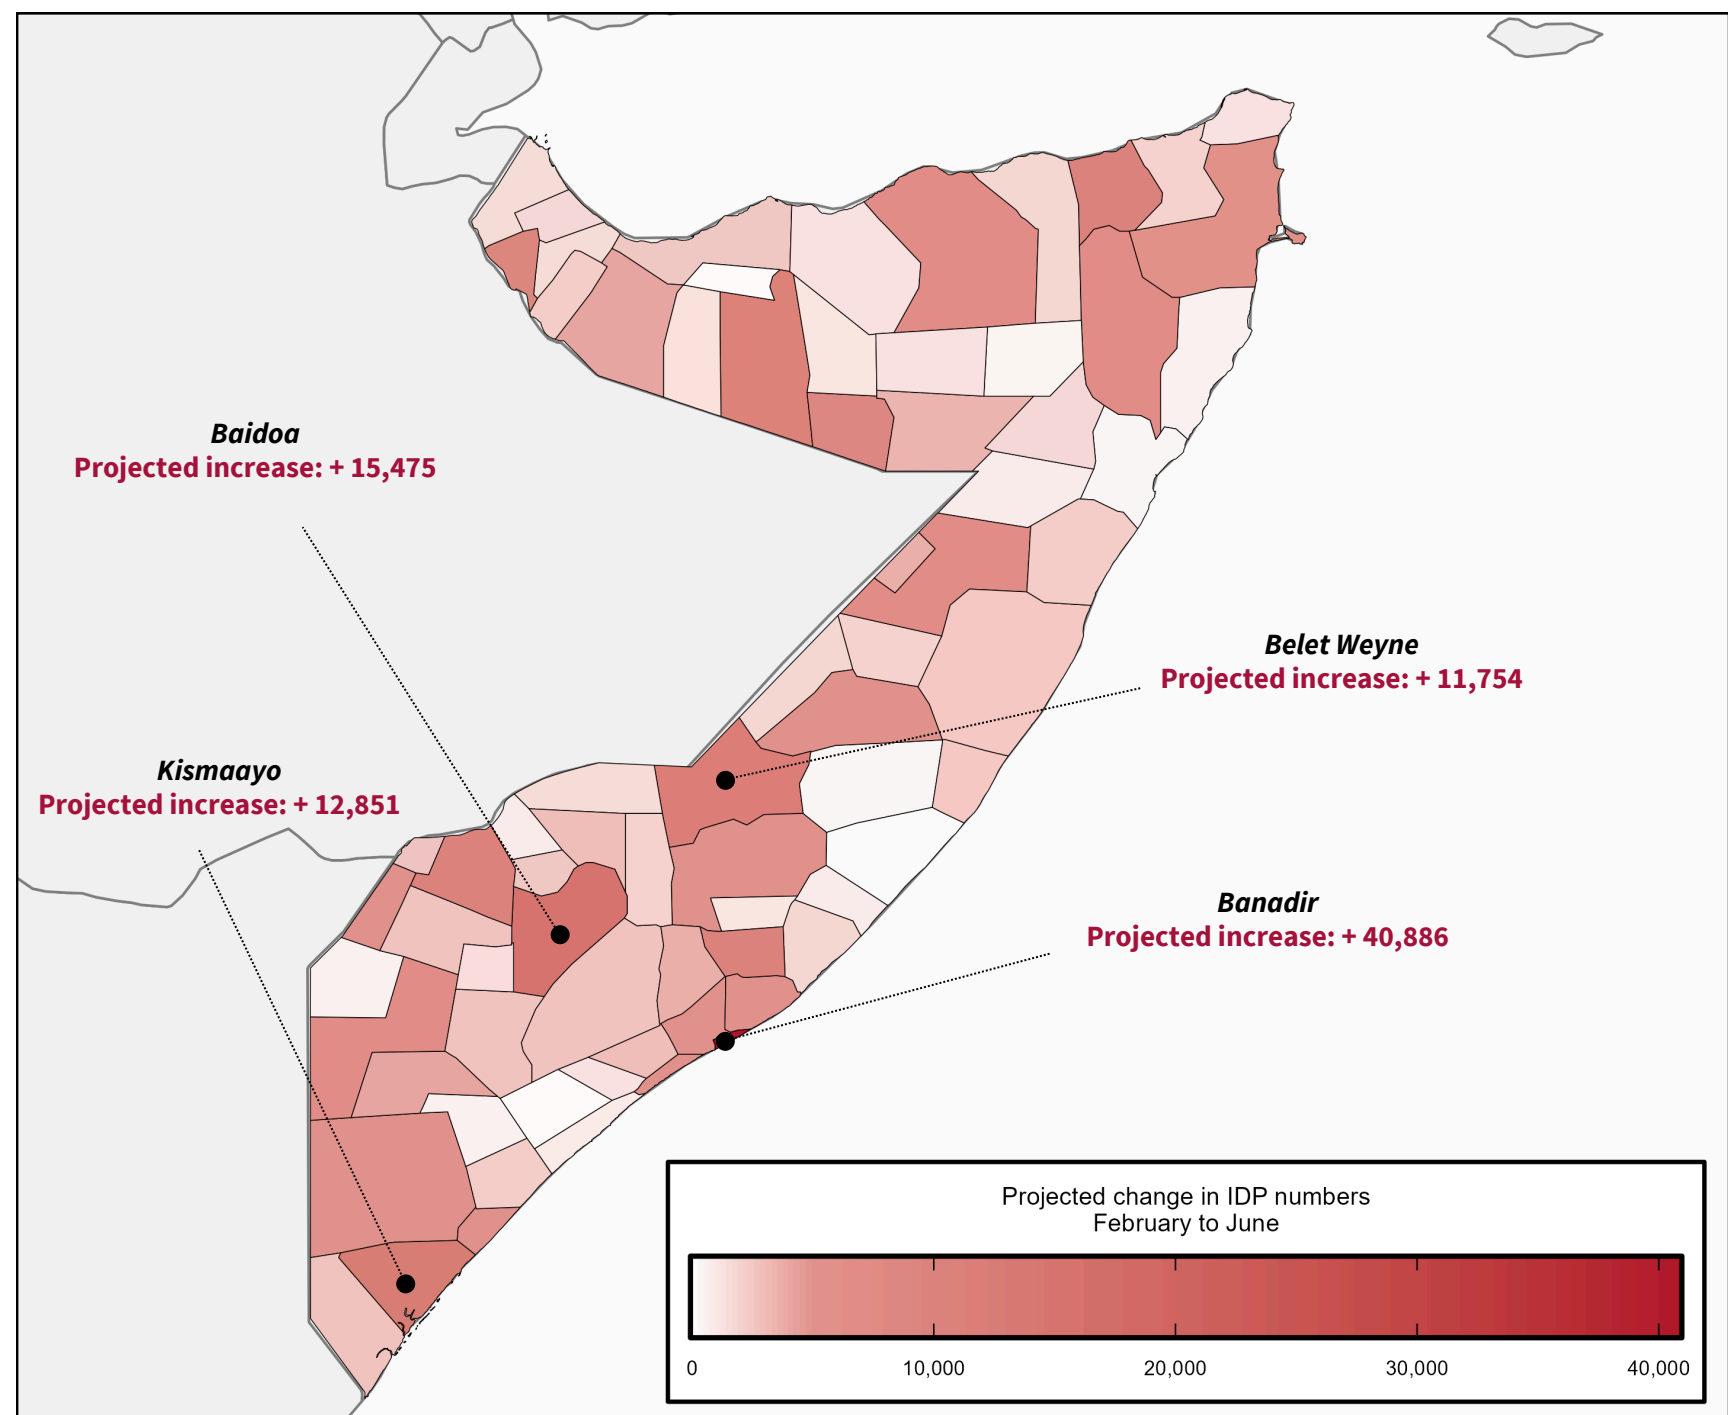 Baidoa
Projected increase: + 15,475
Belet Weyne
Projected increase: + 11,754
Kismaayo
Projected increase: + 12,851
Banadir
Projected increase: + 40,886
Projected change in IDP numbers
February to June
0 10,000 20,000 30,000 40,000